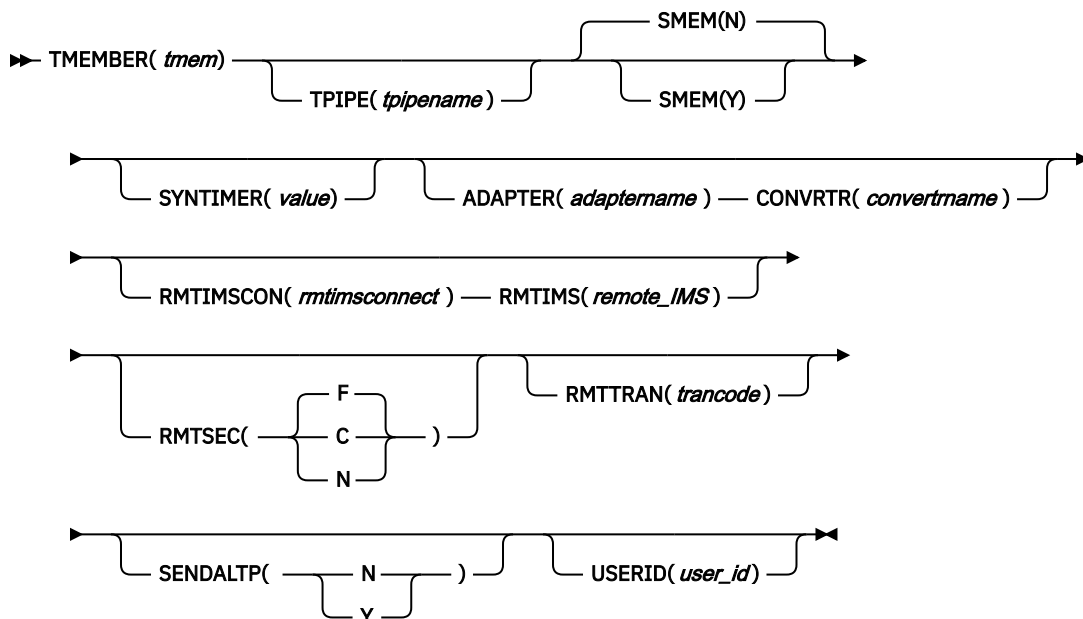 SMEM(N)
TMEMBER( tmem)
TPIPE( tpipename )
SMEM(Y)
SYNTIMER( value)
ADAPTER( adaptername ) CONVRTR( convertrname )
RMTIMSCON( rmtimsconnect ) RMTIMS( remote_IMS )
F
RMTTRAN( trancode )
RMTSEC( C )
N
SENDALTP( N ) USERID( user_id )
Y